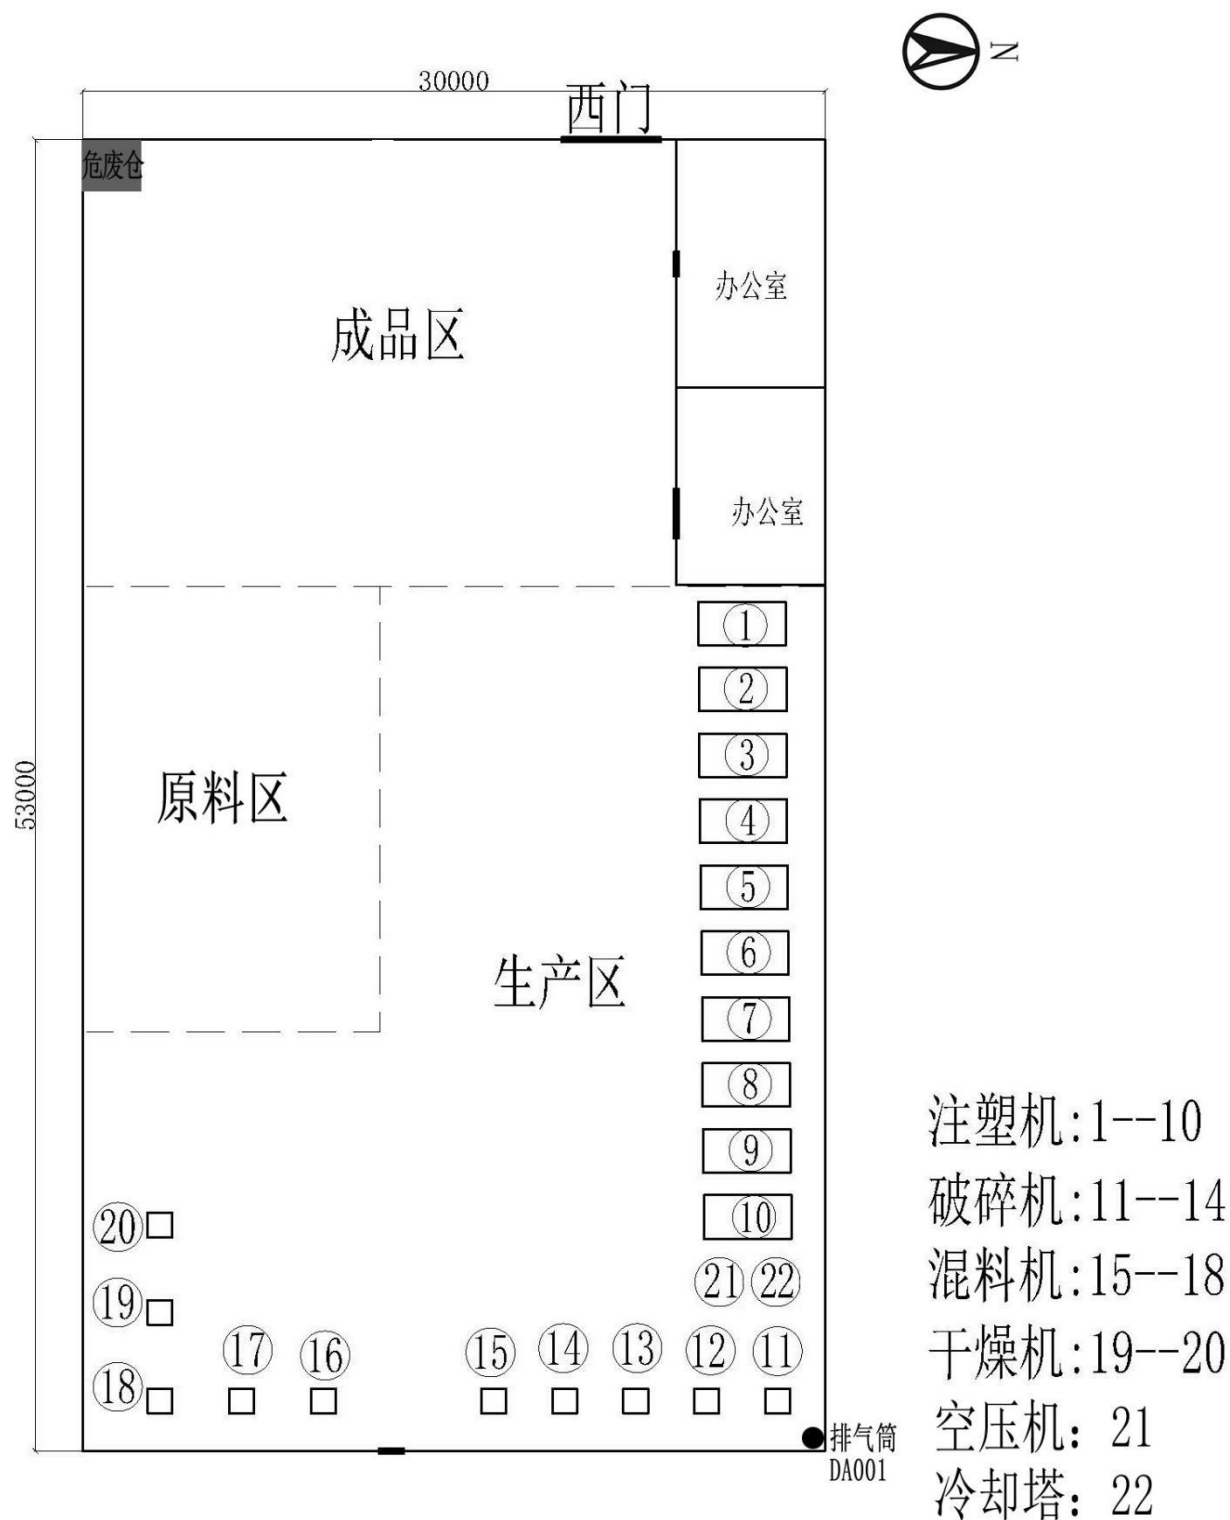 N
30000
西门
危废仓
办公室
成品区
办公室
1
2
53000
原料区
3
4
5
6
生产区
7
8
9
10
注塑机:1--10
破碎机:11--14
20
21 22
混料机:15--18
19
17 16 15 14 13 12 11
干燥机:19--20
18
空压机：21
排气筒
DA001
冷却塔：22